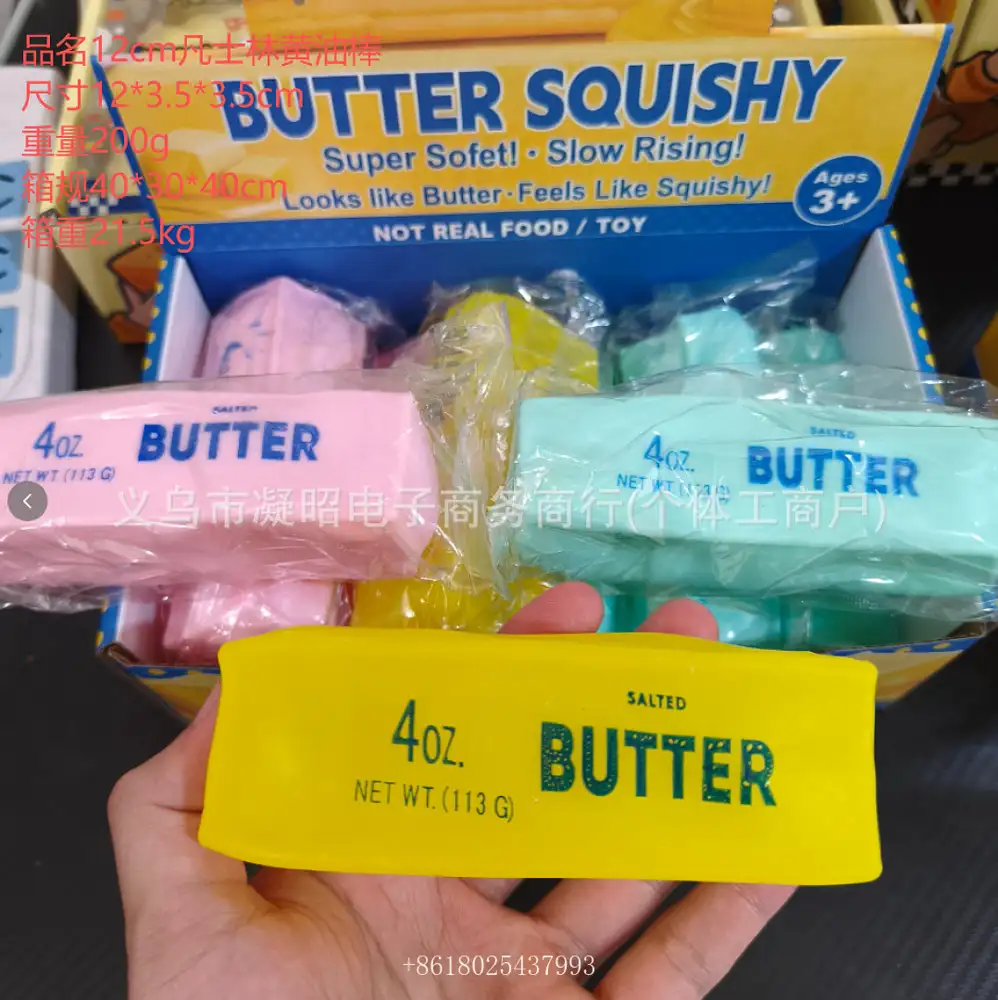 品名12cm凡士林黄油棒
尺寸12*3.5*3.5cm
重量200g
箱规40*30*40cm
箱重21.5kg
BUTTER SQUISHY
Super Sofet! · Slow Rising!
Looks like Butter·Feels Like Squishy!
Ages
3+
NOT REAL FOOD / TOY
SALTED
4OZ. BUTTER
NET WT (113 G)
SALTED
4OZ. BUTTER
NET WT. (113 G)
义乌市凝昭电子商务商行(个体工商户)
SALTED
4OZ. BUTTER
NET WT. (113 G)
+8618025437993